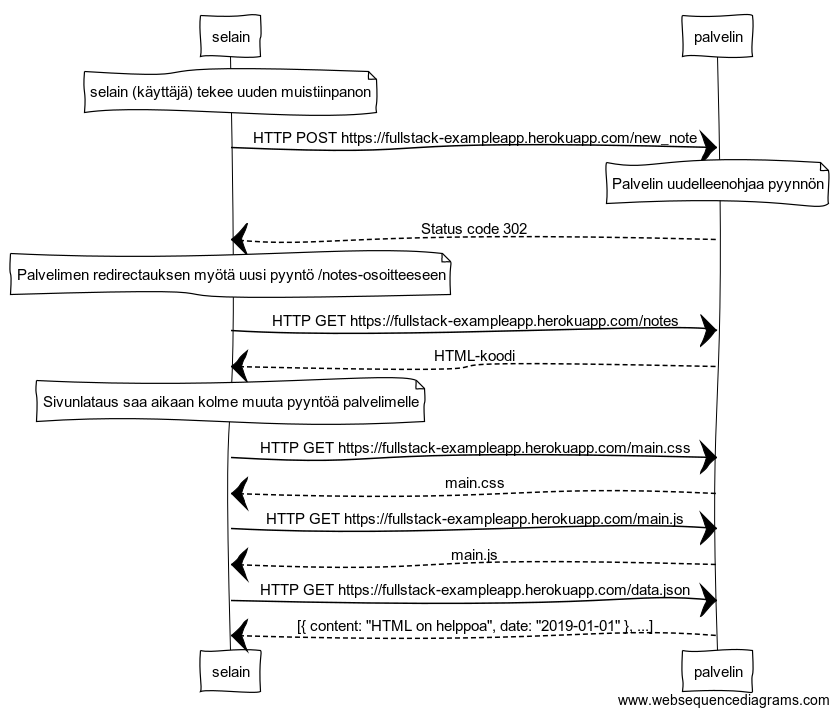 selain
palvelin
selain (käyttäjä) tekee uuden muistiinpanon
HTTP POST https://fullstack-exampleapp.herokuapp.com/new_note
Palvelin uudelleenohjaa pyynnön
Status code 302
Palvelimen redirectauksen myötä uusi pyyntö /notes-osoitteeseen
HTTP GET https://fullstack-exampleapp.herokuapp.com/notes
HTML-koodi
Sivunlataus saa aikaan kolme muuta pyyntöä palvelimelle
HTTP GET https://fullstack-exampleapp.herokuapp.com/main.css
main.css
HTTP GET https://fullstack-exampleapp.herokuapp.com/main.js
main.js
HTTP GET https://fullstack-exampleapp.herokuapp.com/data.json
[{ content: "HTML on helppoa", date: "2019-01-01" }, ...]
selain
palvelin
www.websequencediagrams.com